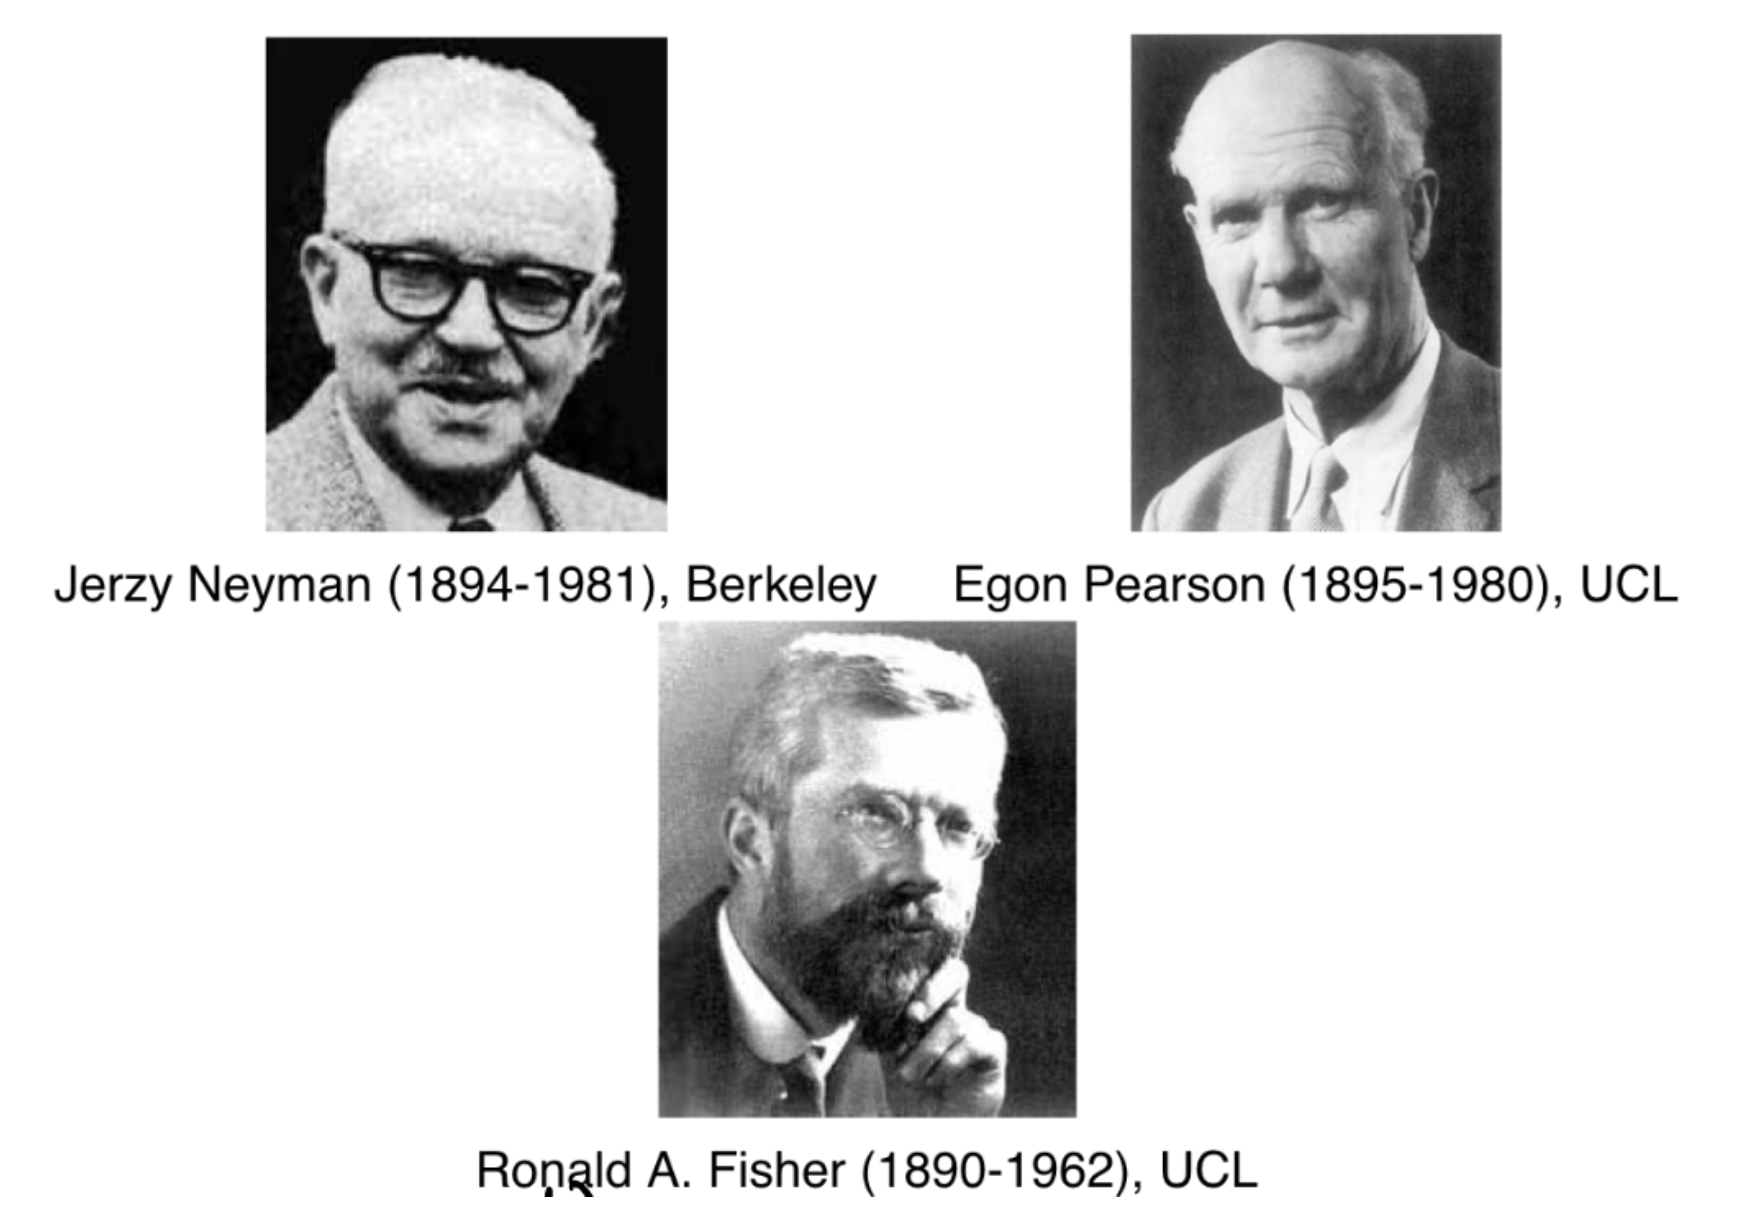 Jerzy Neyman (1894-1981), Berkeley
Egon Pearson (1895-1980), UCL
Ronald A. Fisher (1890-1962), UCL